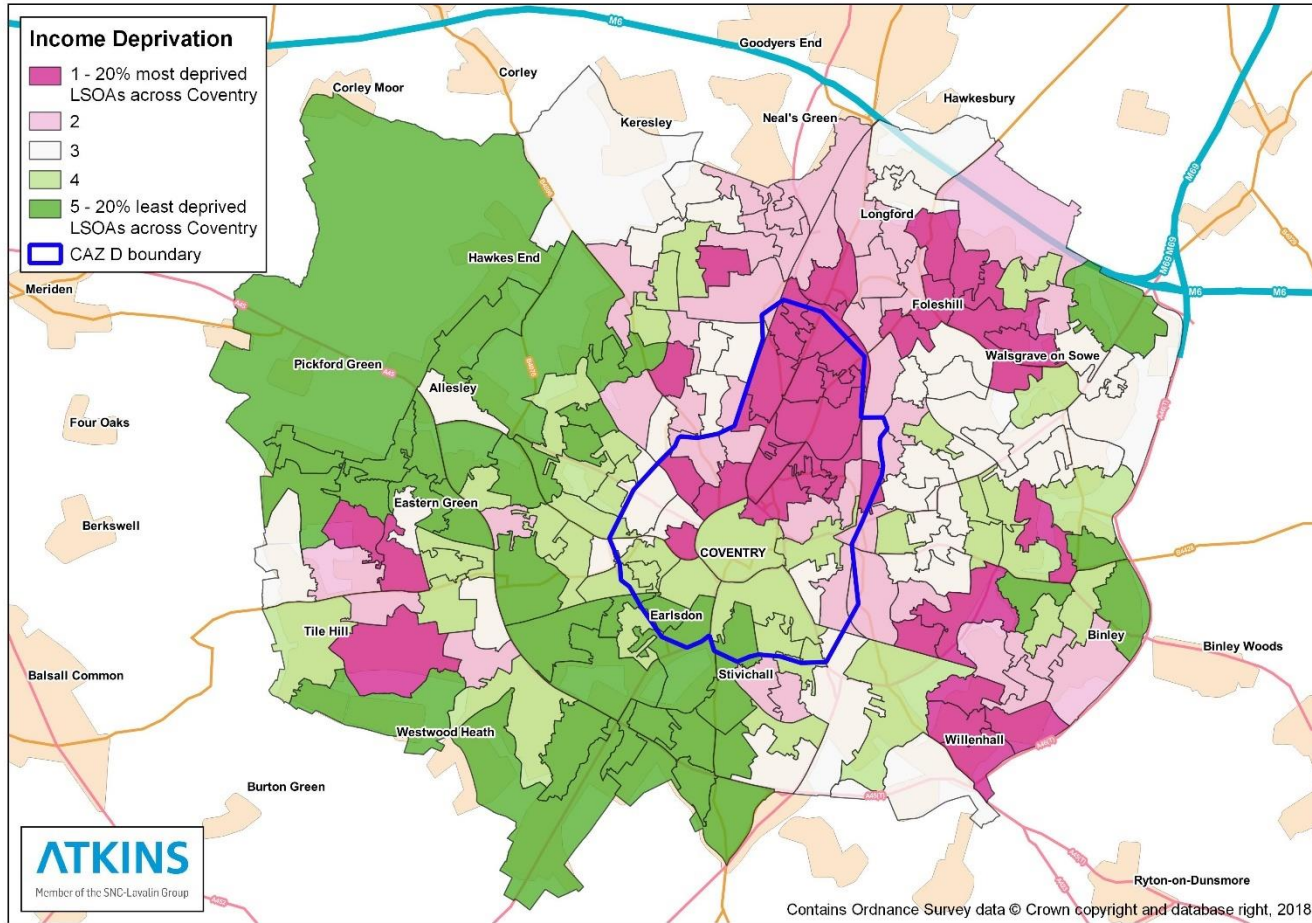 Income Deprivation
1 - 20% most deprived
LSOAs across Coventry
2
3
4
5 - 20% least deprived
LSOAs across Coventry
CAZ D boundary
M6
Goodyers End
Corley
Corley Moor
Hawkesbury
Keresley
Neal's Green
M69
Longford
Hawkes End
M69
M69
Meriden
M6
M6
Foleshill
Walsgrave on Sowe
Pickford Green
A45
Allesley
Four Oaks
Eastern Green
Berkswell
COVENTRY
B4428
Earlsdon
Tile Hill
Binley
Binley Woods
Balsall Common
Stivichall
Westwood Heath
Willenhall
Burton Green
ATKINS
Member of the SNC-Lavalin Group
Ryton-on-Dunsmore
Contains Ordnance Survey data © Crown copyright and database right, 2018